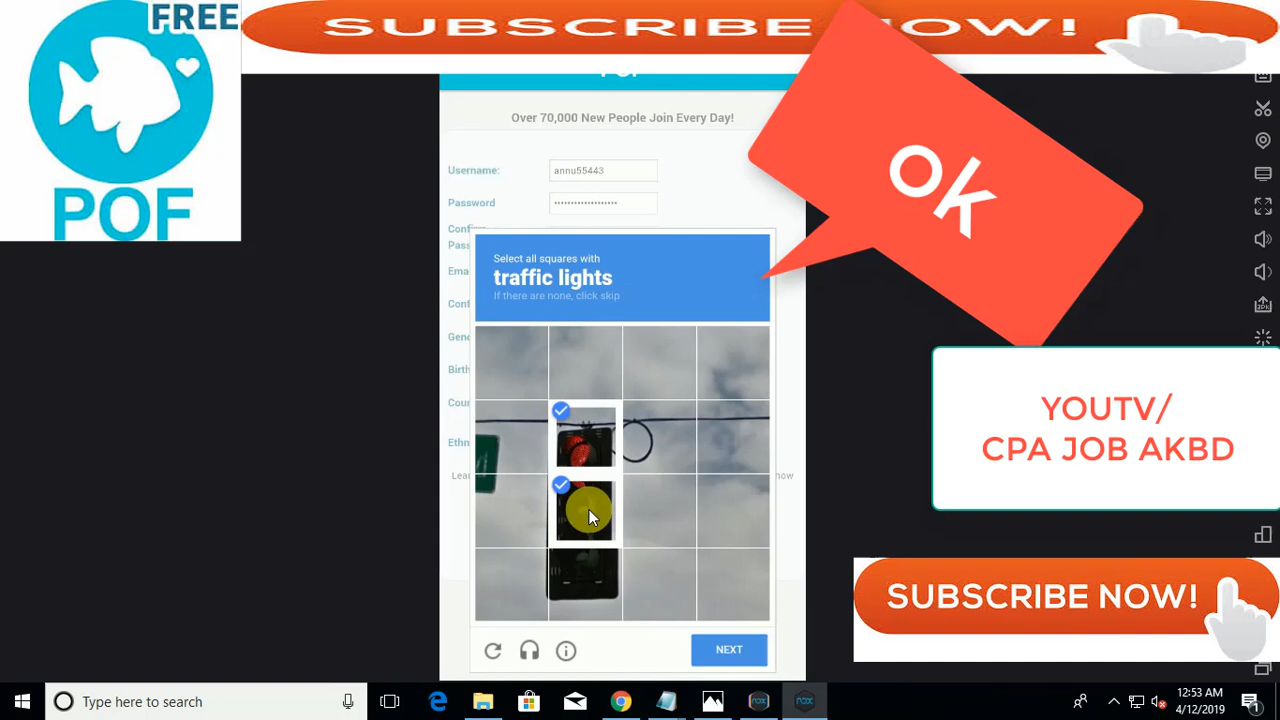 FREE
SUBSCRIBE NOW!
POF
Over 70,000 New People Join Every Day!
ok
Username:
annu55443
Password
Select all squares with
traffic lights
If there are none, click skip
YOUTV/
CPA JOB AKBD
NEXT
SUBSCRIBE NOW!
Type here to search
nox
nox
12:53 AM
4/12/2019